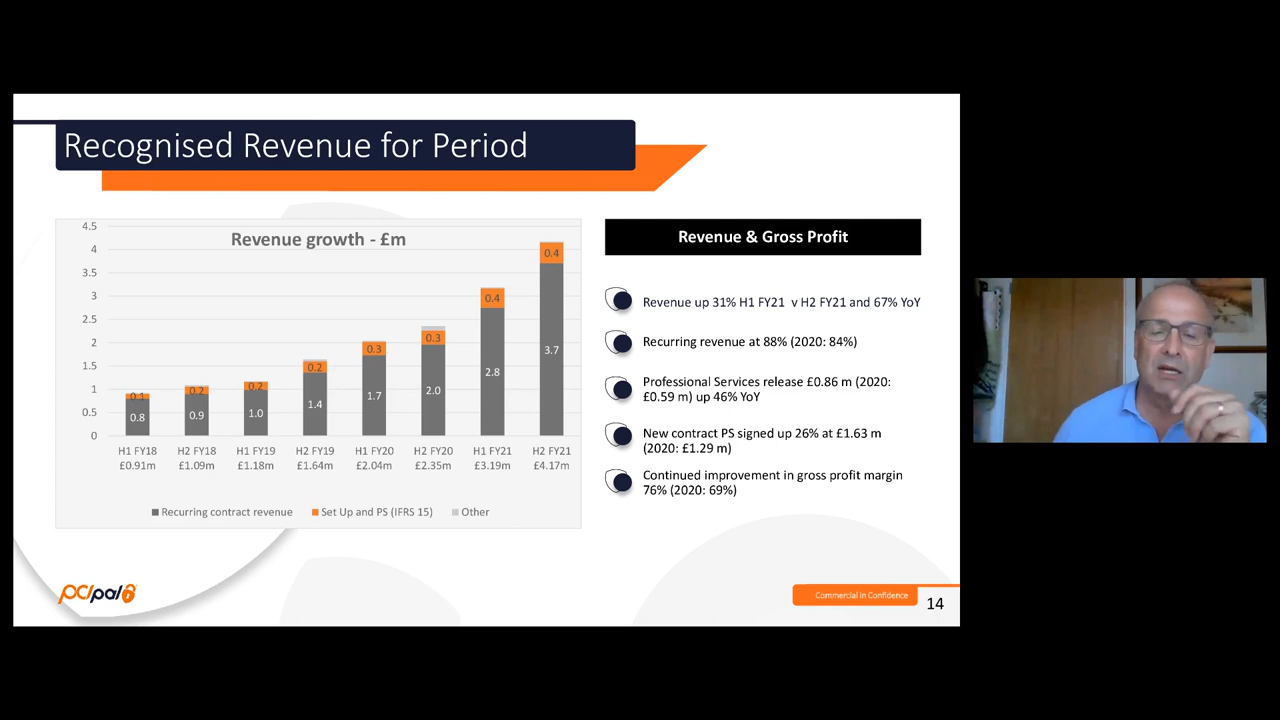 Recognised Revenue for Period
Revenue growth - £m
4.5
4
3.5
3
2.5
2
1.5
1
0.5
0
0.1
0.8
0.2
0.9
0.2
1.0
0.2
1.4
0.3
1.7
0.3
2.0
0.4
2.8
0.4
3.7
H1 FY18 H2 FY18 H1 FY19 H2 FY19 H1 FY20 H2 FY20 H1 FY21 H2 FY21
£0.91m £1.09m £1.18m £1.64m £2.04m £2.35m £3.19m £4.17m
Recurring contract revenue Set Up and PS (IFRS 15) Other
Revenue & Gross Profit
Revenue up 31% H1 FY21 v H2 FY21 and 67% YoY
Recurring revenue at 88% (2020: 84%)
Professional Services release £0.86 m (2020:
£0.59 m) up 46% YoY
New contract PS signed up 26% at £1.63 m
(2020: £1.29 m)
Continued improvement in gross profit margin
76% (2020: 69%)
pcipal
Commercial in Confidence
14